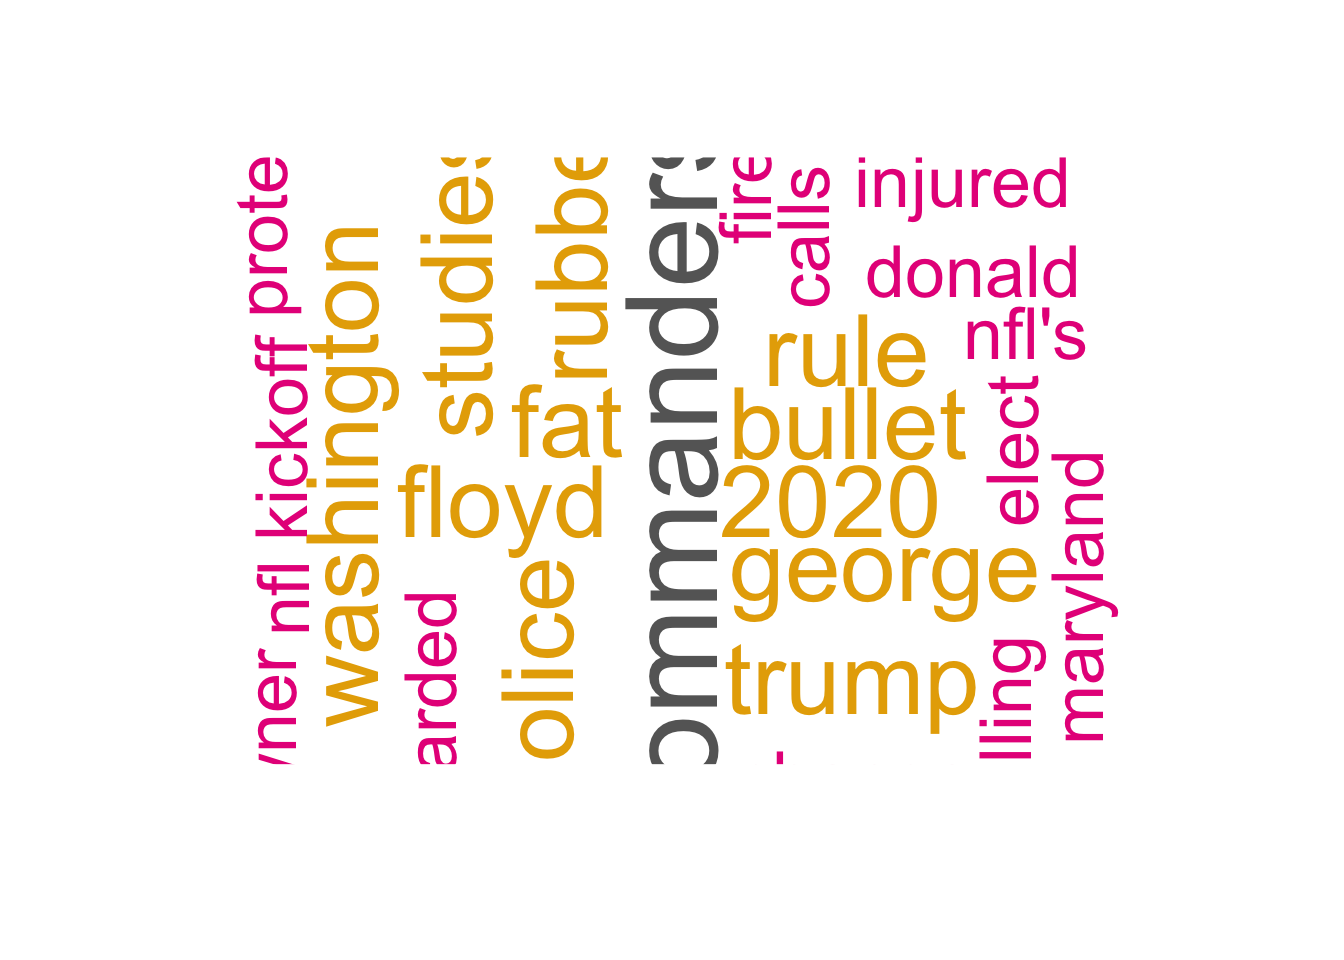 prote
kickoff
nfl
wner
washington
studies
arded
floyd
fat
rubbe
olice
ommanders
fire
calls
injured
donald
nfl's
rule
bullet
2020
george
trump
elect
maryland
lling